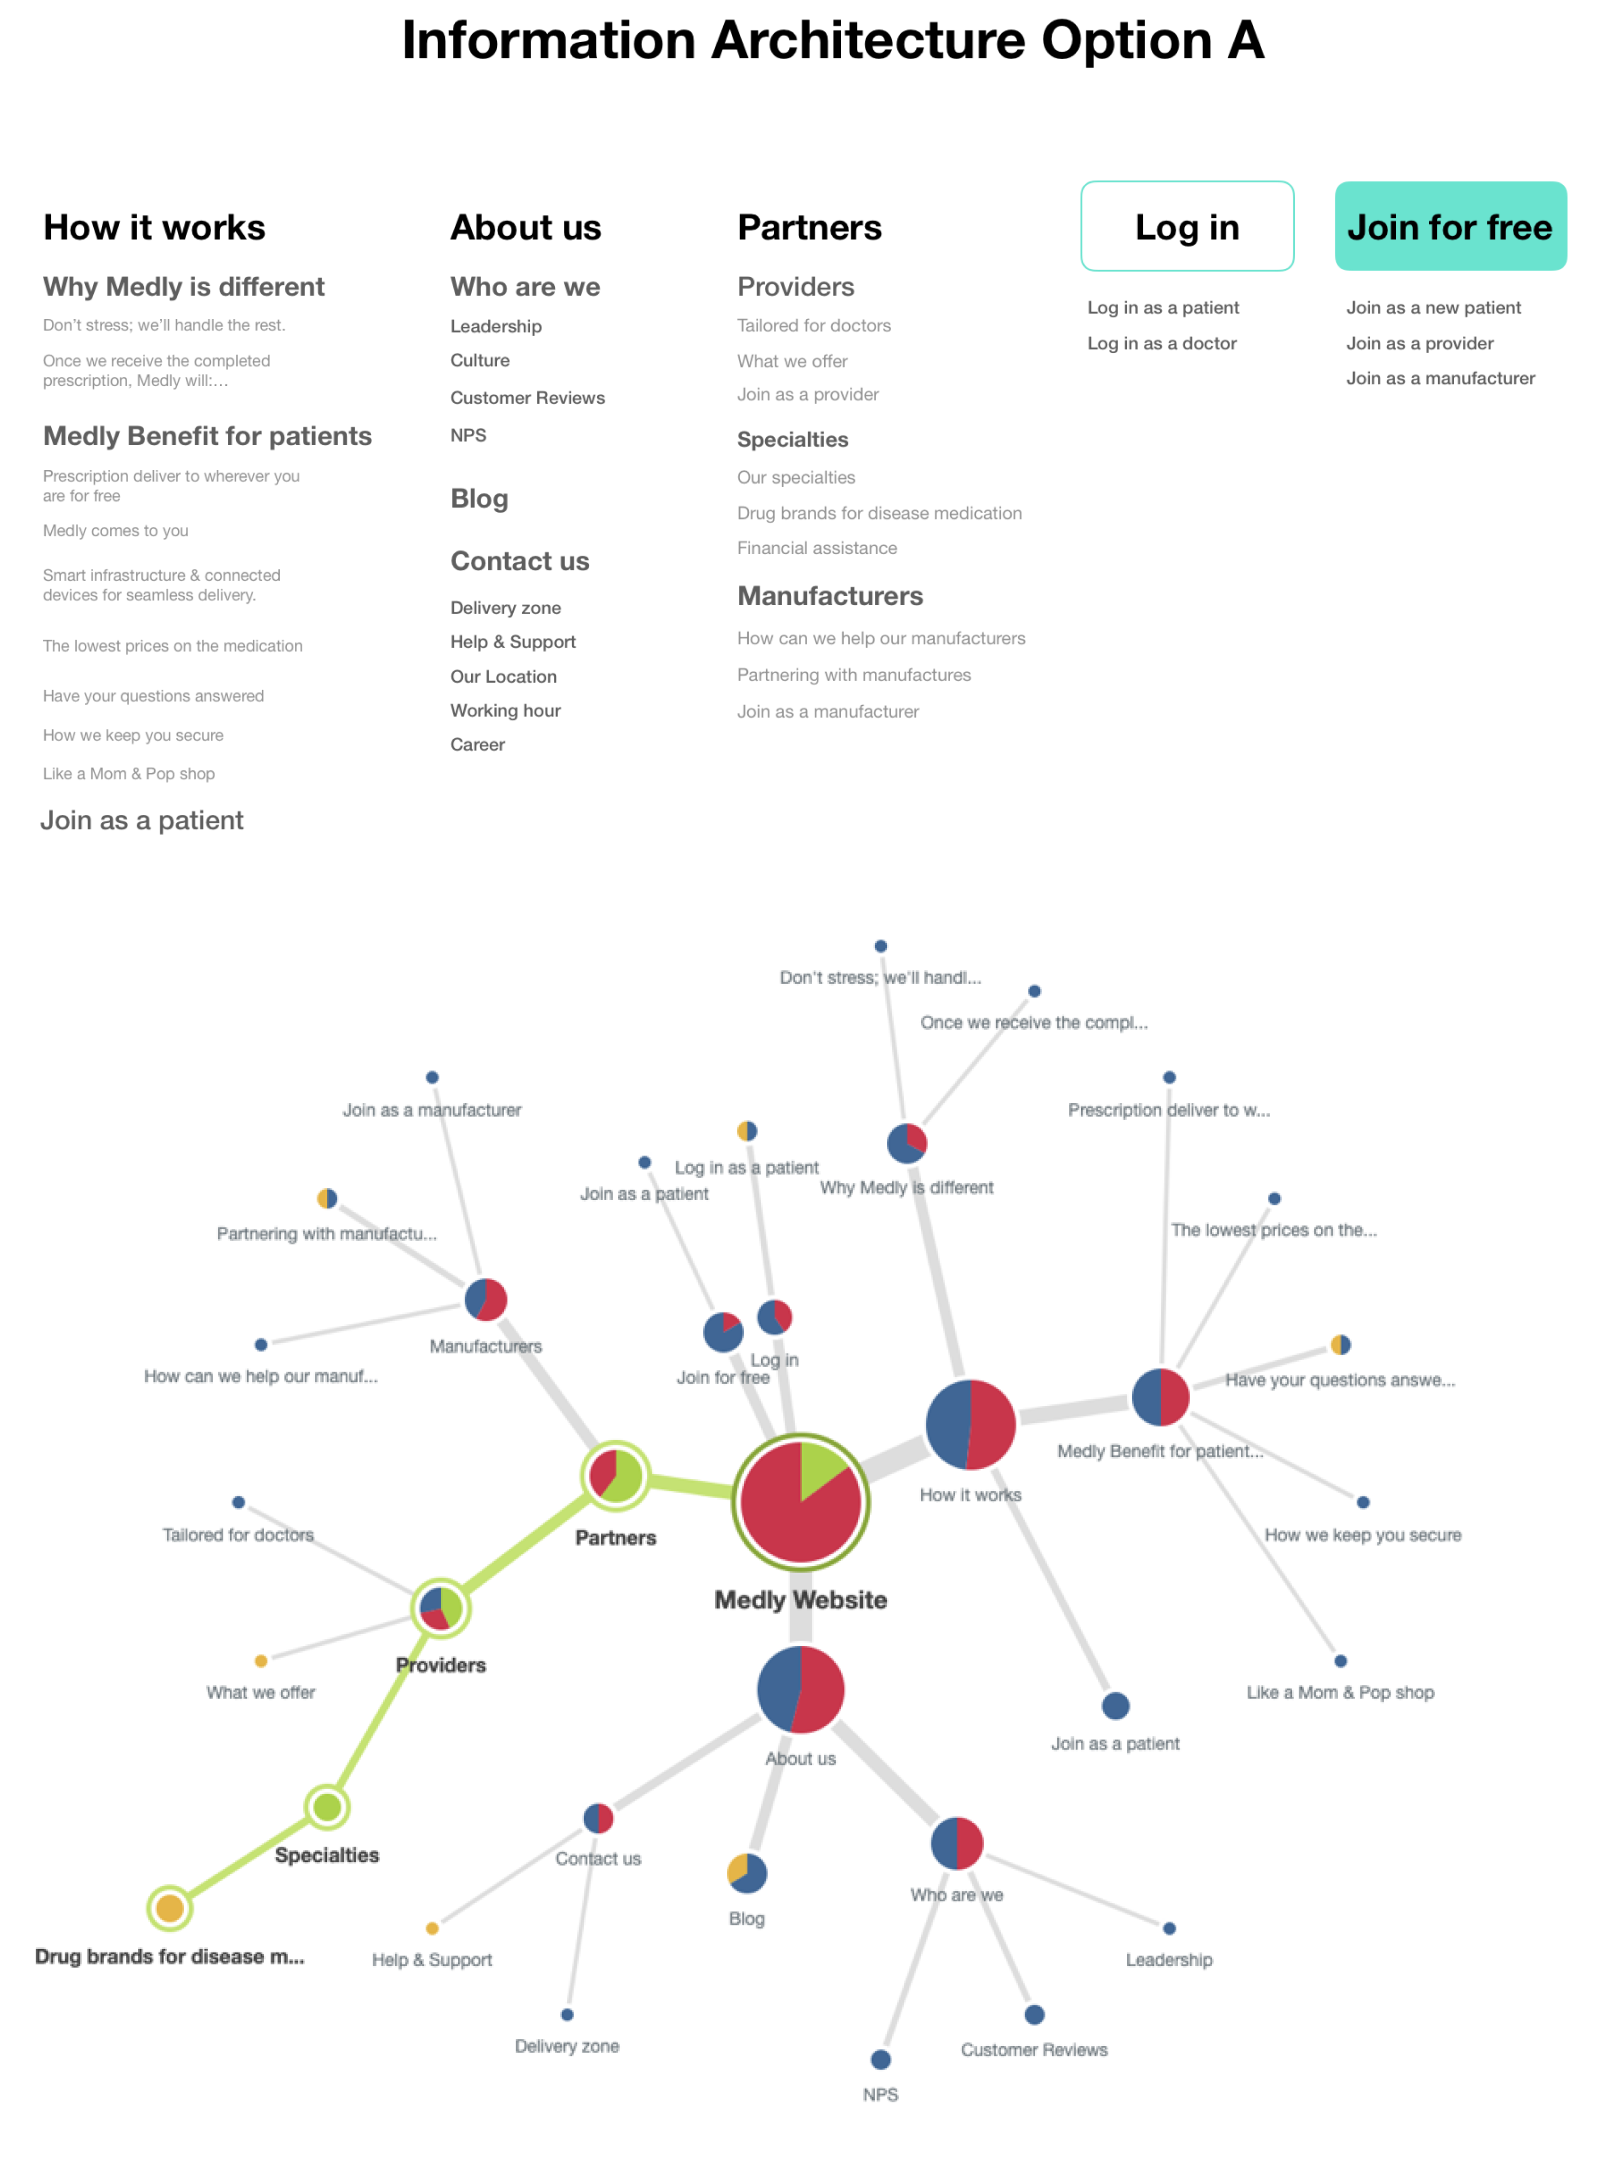 Information Architecture Option A
How it works
Why Medly is different
Don't stress; we'll handle the rest.
Once we receive the completed
prescription, Medly will:...
Medly Benefit for patients
Prescription deliver to wherever you
are for free
Medly comes to you
Smart infrastructure & connected
devices for seamless delivery.
The lowest prices on the medication
Have your questions answered
How we keep you secure
Like a Mom & Pop shop
Join as a patient
About us
Who are we
Leadership
Culture
Customer Reviews
NPS
Blog
Contact us
Delivery zone
Help & Support
Our Location
Working hour
Career
Partners
Providers
Tailored for doctors
What we offer
Join as a provider
Specialties
Our specialties
Drug brands for disease medication
Financial assistance
Manufacturers
How can we help our manufacturers
Partnering with manufactures
Join as a manufacturer
Log in
Log in as a patient
Log in as a doctor
Join for free
Join as a new patient
Join as a provider
Join as a manufacturer
Don't stress; we'll handl...
Once we receive the compl...
Join as a manufacturer
Prescription deliver to w...
Log in as a patient
Join as a patient
Why Medly is different
Partnering with manufactu...
The lowest prices on the...
Manufacturers
Log in
How can we help our manuf...
Join for free
Have your questions answe...
Medly Benefit for patient...
How it works
Tailored for doctors
Partners
How we keep you secure
Medly Website
Providers
What we offer
Like a Mom & Pop shop
Join as a patient
About us
Specialties
Contact us
Who are we
Blog
Drug brands for disease m...
Help & Support
Leadership
Delivery zone
Customer Reviews
NPS